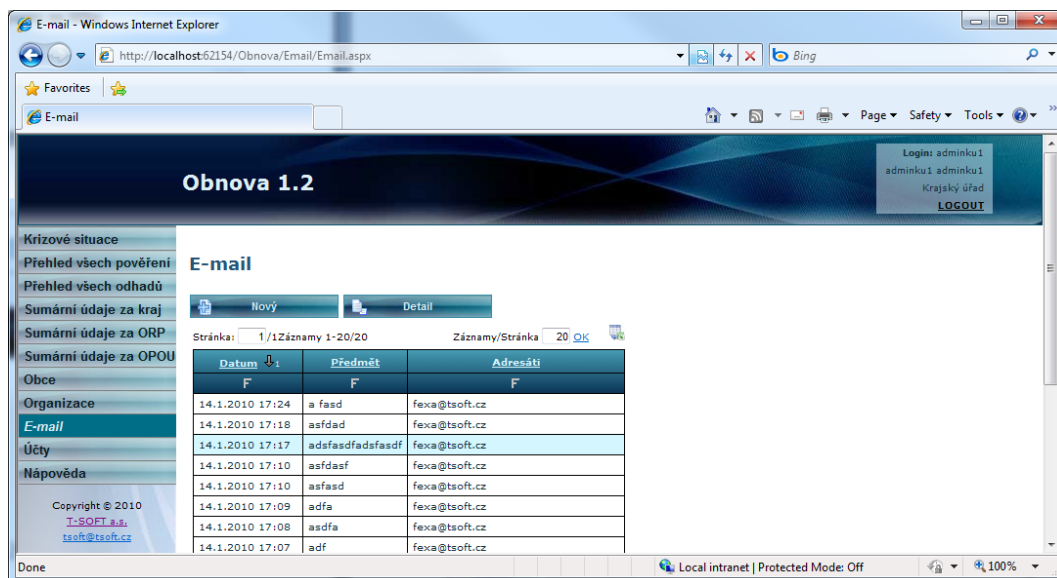 E-mail - Windows Internet Explorer
http://localhost:62154/Obnova/Email/Email.aspx
Bing
Favorites
E-mail
Page Safety Tools
Obnova 1.2
Login: adminku1
adminku1 adminku1
Krajský úřad
LOGOUT
Krizové situace
Přehled všech pověření
Přehled všech odhadů
Sumární údaje za kraj
Sumární údaje za ORP
Sumární údaje za OPOU
Obce
Organizace
E-mail
Účty
Nápověda
Copyright © 2010
T-SOFT a.s.
tsoft@tsoft.cz
E-mail
Nový Detail
Stránka: 1/1Záznamy 1-20/20 Záznamy/Stránka 20 OK
Datum 1 Předmět Adresáti
F F F
14.1.2010 17:24 a fasd fexa@tsoft.cz
14.1.2010 17:18 asfdad fexa@tsoft.cz
14.1.2010 17:17 adsfasdfadsfasdf fexa@tsoft.cz
14.1.2010 17:10 asfdasf fexa@tsoft.cz
14.1.2010 17:10 asfasd fexa@tsoft.cz
14.1.2010 17:09 adfa fexa@tsoft.cz
14.1.2010 17:08 asdfa fexa@tsoft.cz
14.1.2010 17:07 adf fexa@tsoft.cz
Done Local intranet | Protected Mode: Off 100%